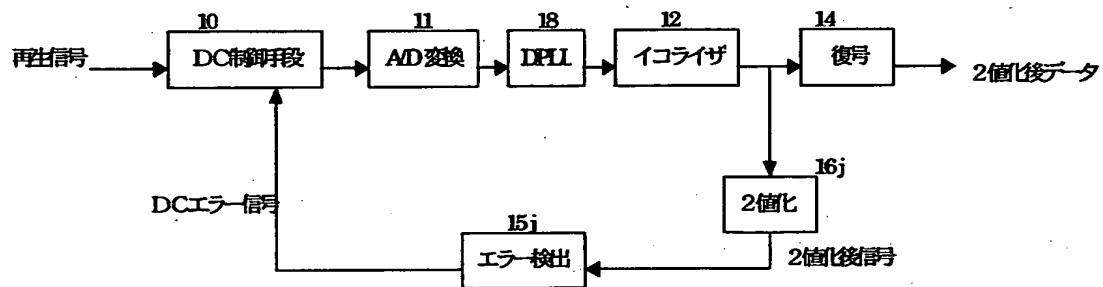 10
11
18
12
14
再生信号
DC制御手段
A/D変換
DPLL
イコライザ
復号
2値化後データ
16j
2値化
DCエラー信号
15j
エラー検出
2値化後信号